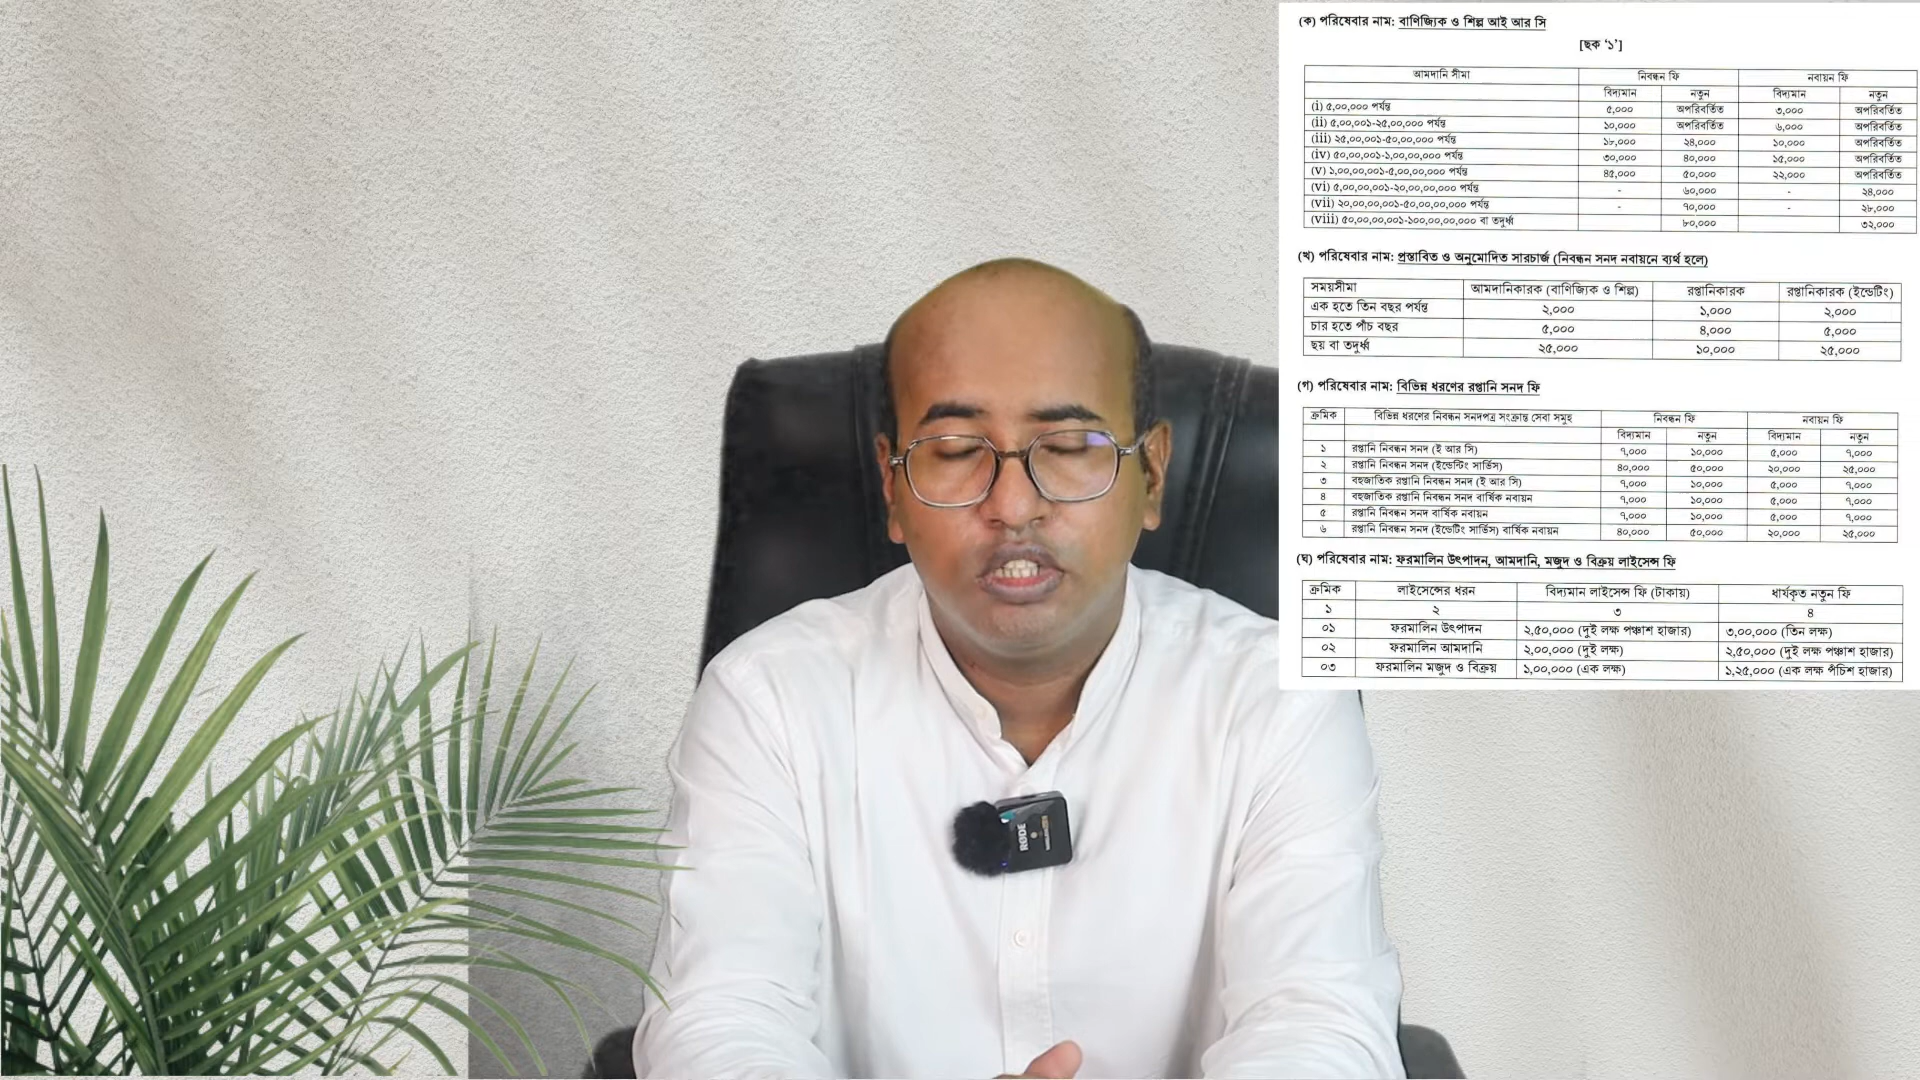 (ক) পরিষেবার নাম: বাণিজ্যিক ও শিল্প আই আর সি
[ছক ‘১’]
আমদানি সীমা নিবন্ধন ফি নবায়ন ফি
বিদ্যমান নতুন বিদ্যমান নতুন
(i) ৫,০০,০০০ পর্যন্ত ৫,০০০ অপরিবর্তিত ৩,০০০ অপরিবর্তিত
(ii) ৫,০০,০০১-২৫,০০,০০০ পর্যন্ত ১০,০০০ অপরিবর্তিত ৬,০০০ অপরিবর্তিত
(iii) ২৫,০০,০০১-৫০,০০,০০০ পর্যন্ত ১৮,০০০ ২৪,০০০ ১০,০০০ অপরিবর্তিত
(iv) ৫০,০০,০০১-১,০০,০০,০০০ পর্যন্ত ৩০,০০০ ৪০,০০০ ১৫,০০০ অপরিবর্তিত
(v) ১,০০,০০,০০১-৫,০০,০০,০০০ পর্যন্ত ৪৫,০০০ ৫০,০০০ ২২,০০০ অপরিবর্তিত
(vi) ৫,০০,০০,০০১-২০,০০,০০,০০০ পর্যন্ত - ৬০,০০০ - ২৪,০০০
(vii) ২০,০০,০০,০০১-৫০,০০,০০,০০০ পর্যন্ত - ৭০,০০০ - ২৮,০০০
(viii) ৫০,০০,০০,০০১-১০০,০০,০০,০০০ বা তদুর্ধ্ব ৮০,০০০ ৩২,০০০
(খ) পরিষেবার নাম: প্রস্তাবিত ও অনুমোদিত সারচার্জ (নিবন্ধন সনদ নবায়নে ব্যর্থ হলে)
সময়সীমা আমদানিকারক (বাণিজ্যিক ও শিল্প) রপ্তানিকারক রপ্তানিকারক (ইন্ডেটিং)
এক হতে তিন বছর পর্যন্ত ২,০০০ ১,০০০ ২,০০০
চার হতে পাঁচ বছর ৫,০০০ ৪,০০০ ৫,০০০
ছয় বা তদুর্ধ্ব ২৫,০০০ ১০,০০০ ২৫,০০০
(গ) পরিষেবার নাম: বিভিন্ন ধরণের রপ্তানি সনদ ফি
ক্রমিক বিভিন্ন ধরণের নিবন্ধন সনদপত্র সংক্রান্ত সেবা সমুহ নিবন্ধন ফি নবায়ন ফি
বিদ্যমান নতুন বিদ্যমান নতুন
১ রপ্তানি নিবন্ধন সনদ (ই আর সি) ৭,০০০ ১০,০০০ ৫,০০০ ৭,০০০
২ রপ্তানি নিবন্ধন সনদ (ইন্ডেন্টিং সার্ভিস) ৪০,০০০ ৫০,০০০ ২০,০০০ ২৫,০০০
৩ বহুজাতিক রপ্তানি নিবন্ধন সনদ (ই আর সি) ৭,০০০ ১০,০০০ ৫,০০০ ৭,০০০
৪ বহুজাতিক রপ্তানি নিবন্ধন সনদ বার্ষিক নবায়ন ৭,০০০ ১০,০০০ ৫,০০০ ৭,০০০
৫ রপ্তানি নিবন্ধন সনদ বার্ষিক নবায়ন ৭,০০০ ১০,০০০ ৫,০০০ ৭,০০০
৬ রপ্তানি নিবন্ধন সনদ (ইন্ডেটিং সার্ভিস) বার্ষিক নবায়ন ৪০,০০০ ৫০,০০০ ২০,০০০ ২৫,০০০
(ঘ) পরিষেবার নাম: ফরমালিন উৎপাদন, আমদানি, মজুদ ও বিক্রয় লাইসেন্স ফি
ক্রমিক লাইসেন্সের ধরন বিদ্যমান লাইসেন্স ফি (টাকায়) ধার্যকৃত নতুন ফি
১ ২ ৩ ৪
০১ ফরমালিন উৎপাদন ২,৫০,০০০ (দুই লক্ষ পঞ্চাশ হাজার) ৩,০০,০০০ (তিন লক্ষ)
০২ ফরমালিন আমদানি ২,০০,০০০ (দুই লক্ষ) ২,৫০,০০০ (দুই লক্ষ পঞ্চাশ হাজার)
০৩ ফরমালিন মজুদ ও বিক্রয় ১,০০,০০০ (এক লক্ষ) ১,২৫,০০০ (এক লক্ষ পঁচিশ হাজার)
RODE